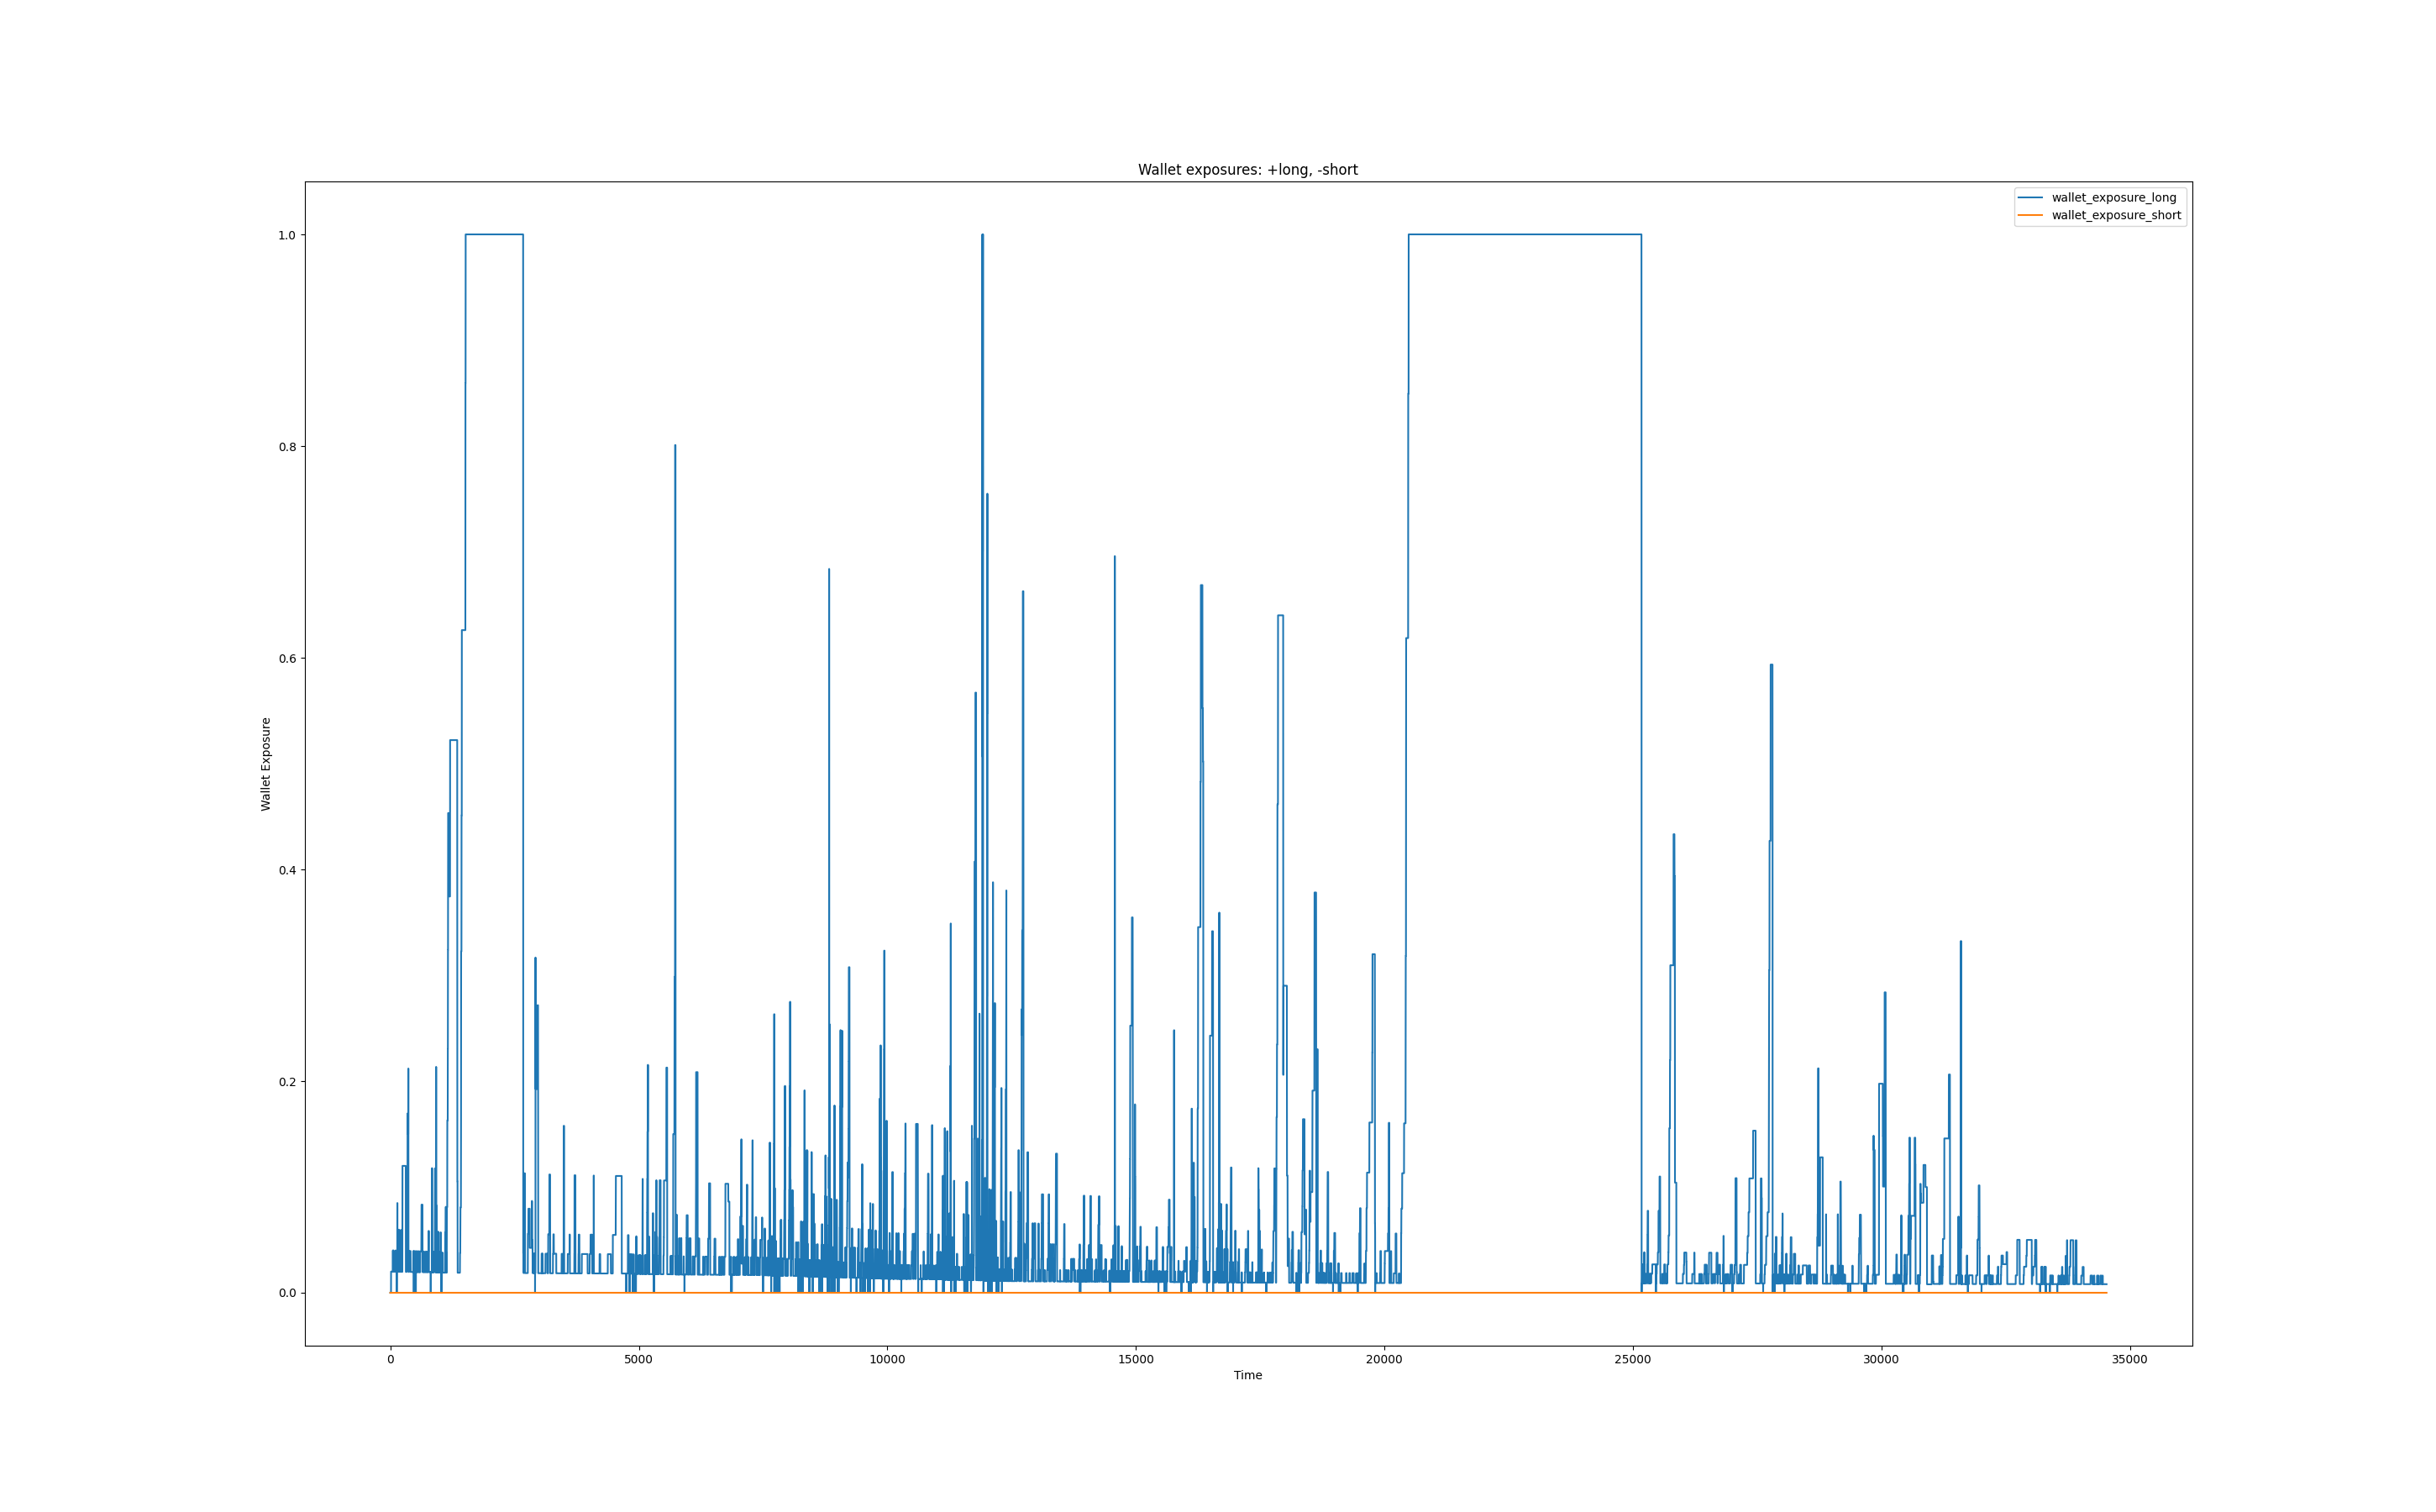 Wallet exposures: +long, -short
wallet_exposure_long
wallet_exposure_short
1.0
0.8
0.6
0.4
0.2
0.0
Wallet Exposure
0 5000 10000 15000 20000 25000 30000 35000
Time